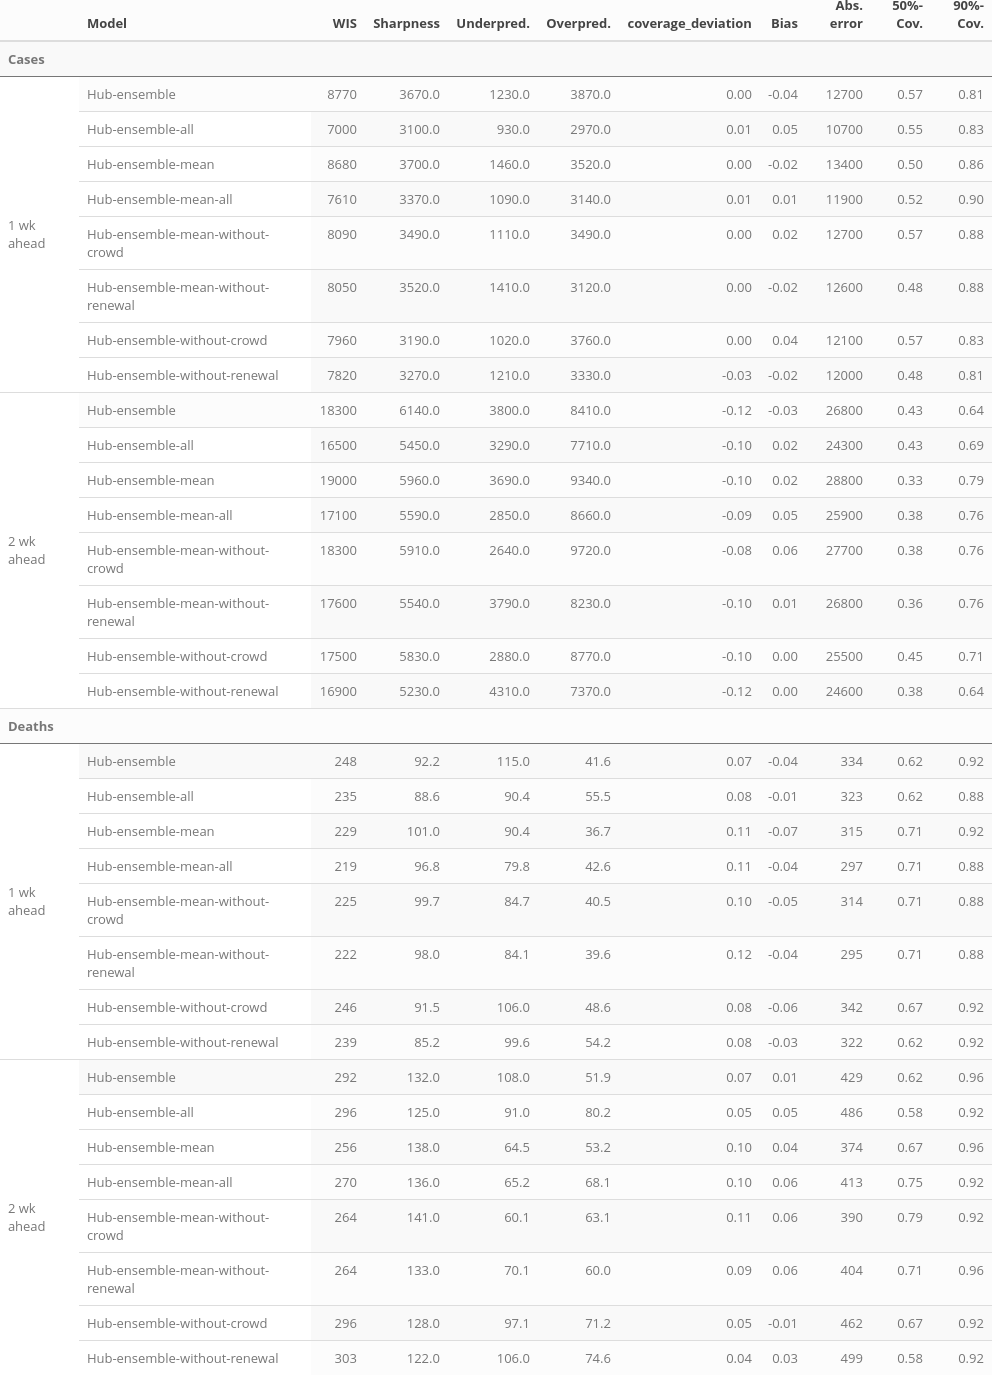 Model WIS Sharpness Underpred. Overpred. coverage_deviation Bias Abs. error 50%-Cov. 90%-Cov.
Cases
1 wk ahead
Hub-ensemble 8770 3670.0 1230.0 3870.0 0.00 -0.04 12700 0.57 0.81
Hub-ensemble-all 7000 3100.0 930.0 2970.0 0.01 0.05 10700 0.55 0.83
Hub-ensemble-mean 8680 3700.0 1460.0 3520.0 0.00 -0.02 13400 0.50 0.86
Hub-ensemble-mean-all 7610 3370.0 1090.0 3140.0 0.01 0.01 11900 0.52 0.90
Hub-ensemble-mean-without-crowd 8090 3490.0 1110.0 3490.0 0.00 0.02 12700 0.57 0.88
Hub-ensemble-mean-without-renewal 8050 3520.0 1410.0 3120.0 0.00 -0.02 12600 0.48 0.88
Hub-ensemble-without-crowd 7960 3190.0 1020.0 3760.0 0.00 0.04 12100 0.57 0.83
Hub-ensemble-without-renewal 7820 3270.0 1210.0 3330.0 -0.03 -0.02 12000 0.48 0.81
2 wk ahead
Hub-ensemble 18300 6140.0 3800.0 8410.0 -0.12 -0.03 26800 0.43 0.64
Hub-ensemble-all 16500 5450.0 3290.0 7710.0 -0.10 0.02 24300 0.43 0.69
Hub-ensemble-mean 19000 5960.0 3690.0 9340.0 -0.10 0.02 28800 0.33 0.79
Hub-ensemble-mean-all 17100 5590.0 2850.0 8660.0 -0.09 0.05 25900 0.38 0.76
Hub-ensemble-mean-without-crowd 18300 5910.0 2640.0 9720.0 -0.08 0.06 27700 0.38 0.76
Hub-ensemble-mean-without-renewal 17600 5540.0 3790.0 8230.0 -0.10 0.01 26800 0.36 0.76
Hub-ensemble-without-crowd 17500 5830.0 2880.0 8770.0 -0.10 0.00 25500 0.45 0.71
Hub-ensemble-without-renewal 16900 5230.0 4310.0 7370.0 -0.12 0.00 24600 0.38 0.64
Deaths
1 wk ahead
Hub-ensemble 248 92.2 115.0 41.6 0.07 -0.04 334 0.62 0.92
Hub-ensemble-all 235 88.6 90.4 55.5 0.08 -0.01 323 0.62 0.88
Hub-ensemble-mean 229 101.0 90.4 36.7 0.11 -0.07 315 0.71 0.92
Hub-ensemble-mean-all 219 96.8 79.8 42.6 0.11 -0.04 297 0.71 0.88
Hub-ensemble-mean-without-crowd 225 99.7 84.7 40.5 0.10 -0.05 314 0.71 0.88
Hub-ensemble-mean-without-renewal 222 98.0 84.1 39.6 0.12 -0.04 295 0.71 0.88
Hub-ensemble-without-crowd 246 91.5 106.0 48.6 0.08 -0.06 342 0.67 0.92
Hub-ensemble-without-renewal 239 85.2 99.6 54.2 0.08 -0.03 322 0.62 0.92
2 wk ahead
Hub-ensemble 292 132.0 108.0 51.9 0.07 0.01 429 0.62 0.96
Hub-ensemble-all 296 125.0 91.0 80.2 0.05 0.05 486 0.58 0.92
Hub-ensemble-mean 256 138.0 64.5 53.2 0.10 0.04 374 0.67 0.96
Hub-ensemble-mean-all 270 136.0 65.2 68.1 0.10 0.06 413 0.75 0.92
Hub-ensemble-mean-without-crowd 264 141.0 60.1 63.1 0.11 0.06 390 0.79 0.92
Hub-ensemble-mean-without-renewal 264 133.0 70.1 60.0 0.09 0.06 404 0.71 0.96
Hub-ensemble-without-crowd 296 128.0 97.1 71.2 0.05 -0.01 462 0.67 0.92
Hub-ensemble-without-renewal 303 122.0 106.0 74.6 0.04 0.03 499 0.58 0.92